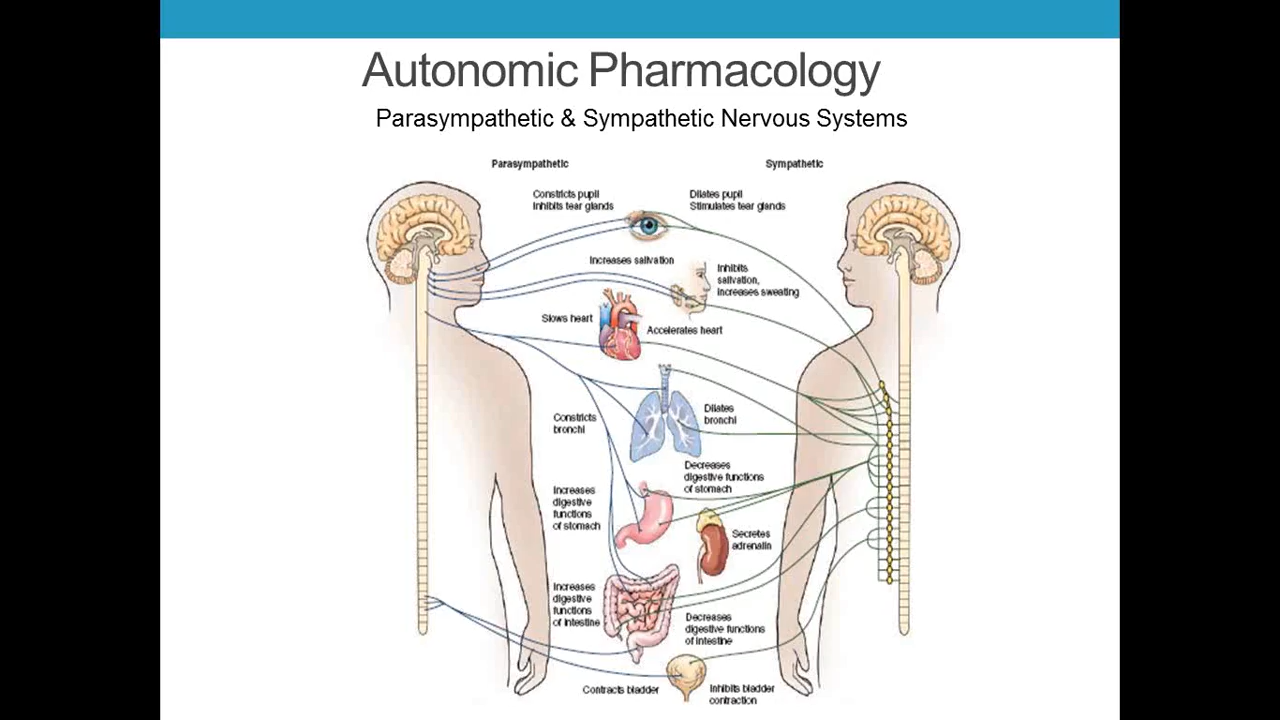 Autonomic Pharmacology
Parasympathetic & Sympathetic Nervous Systems
Parasympathetic
Sympathetic
Constricts pupil
Inhibits tear glands
Dilates pupil
Stimulates tear glands
Increases salivation
Inhibits
salivation,
increases sweating
Slows heart
Accelerates heart
Constricts
bronchi
Dilates
bronchi
Decreases
digestive functions
of stomach
Increases
digestive
functions
of stomach
Secretes
adrenalin
Increases
digestive
functions
of intestine
Decreases
digestive functions
of intestine
Contracts bladder
Inhibits bladder
contraction